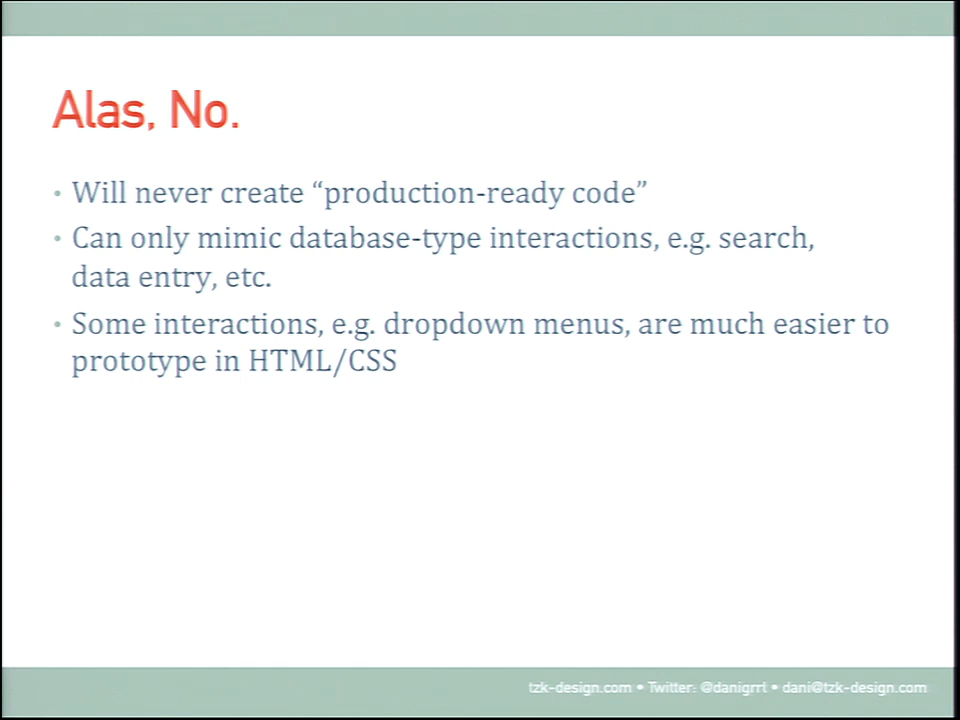 Alas, No.
• Will never create “production-ready code”
• Can only mimic database-type interactions, e.g. search,
data entry, etc.
• Some interactions, e.g. dropdown menus, are much easier to
prototype in HTML/CSS
tzk-design.com • Twitter: @danigrrl • dani@tzk-design.com